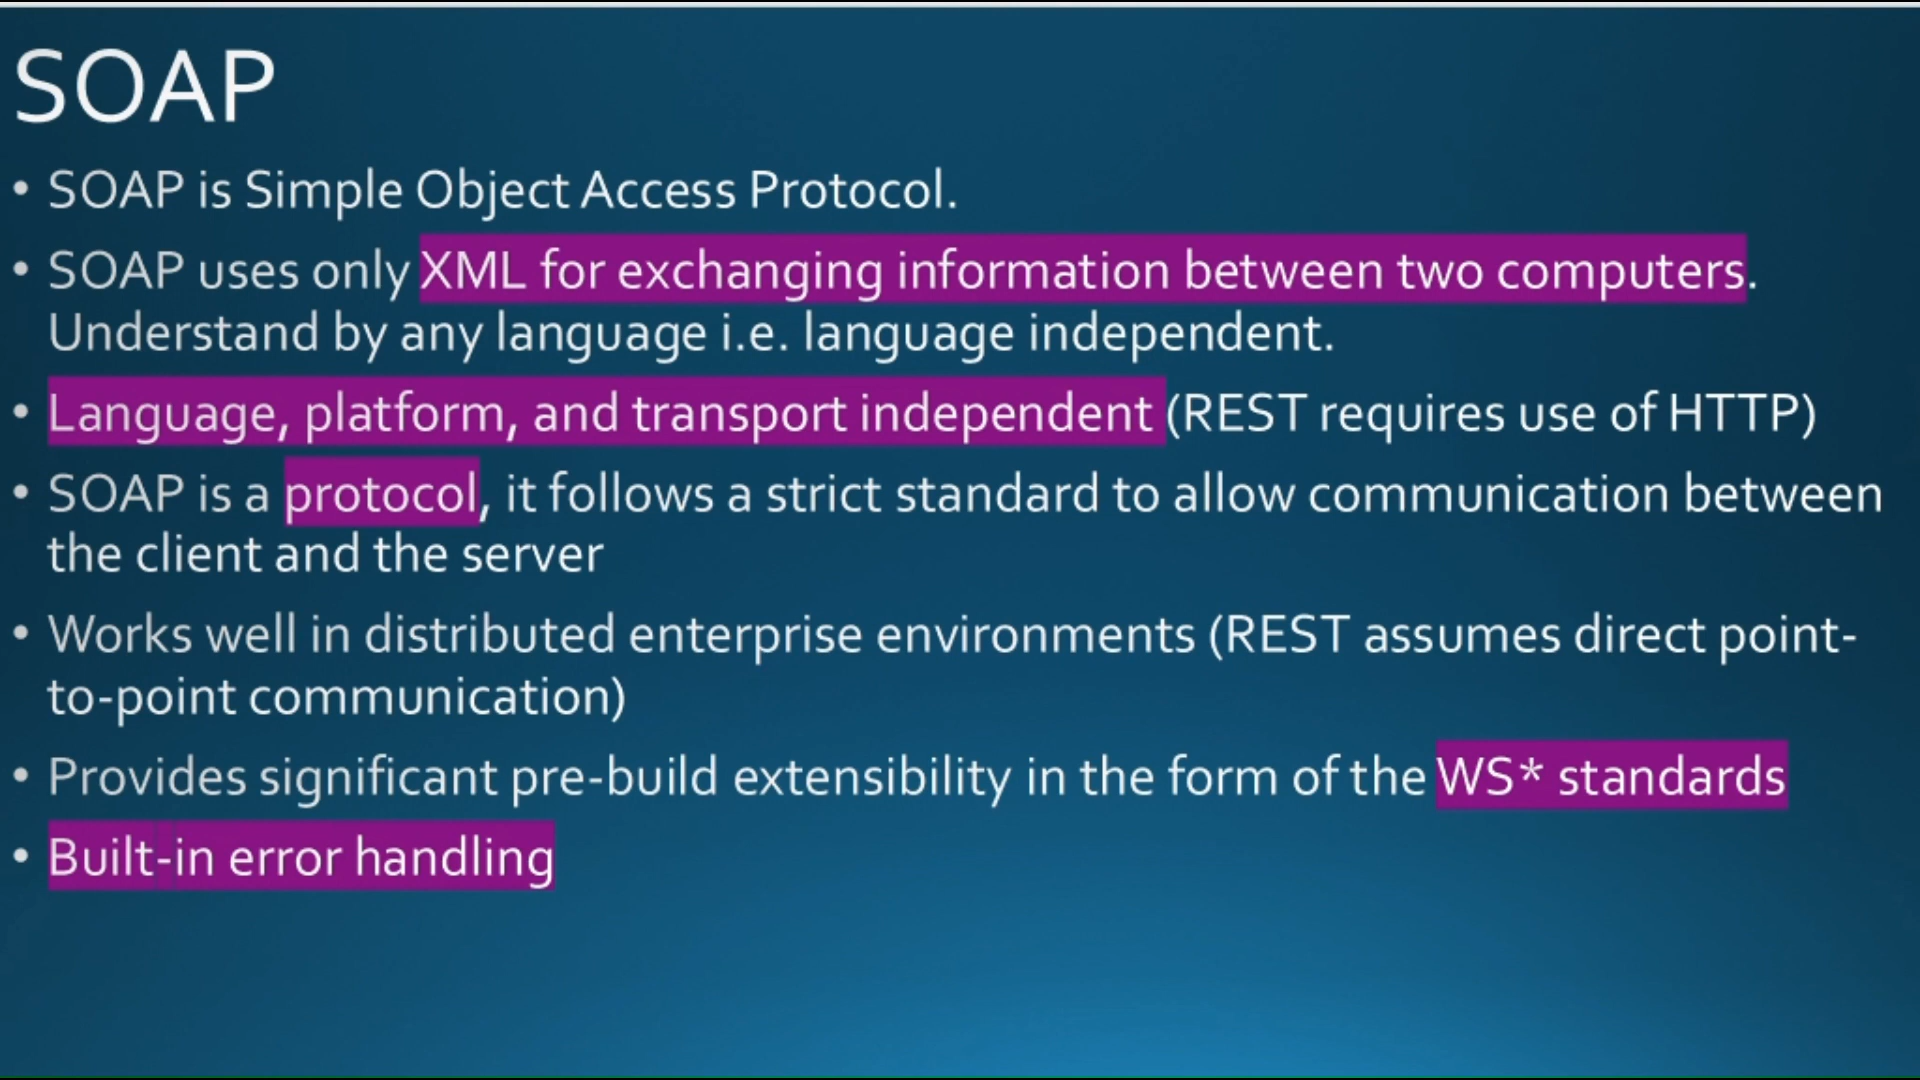 SOAP
• SOAP is Simple Object Access Protocol.
• SOAP uses only XML for exchanging information between two computers.
Understand by any language i.e. language independent.
• Language, platform, and transport independent (REST requires use of HTTP)
• SOAP is a protocol, it follows a strict standard to allow communication between
the client and the server
• Works well in distributed enterprise environments (REST assumes direct point-
to-point communication)
• Provides significant pre-build extensibility in the form of the WS* standards
• Built-in error handling